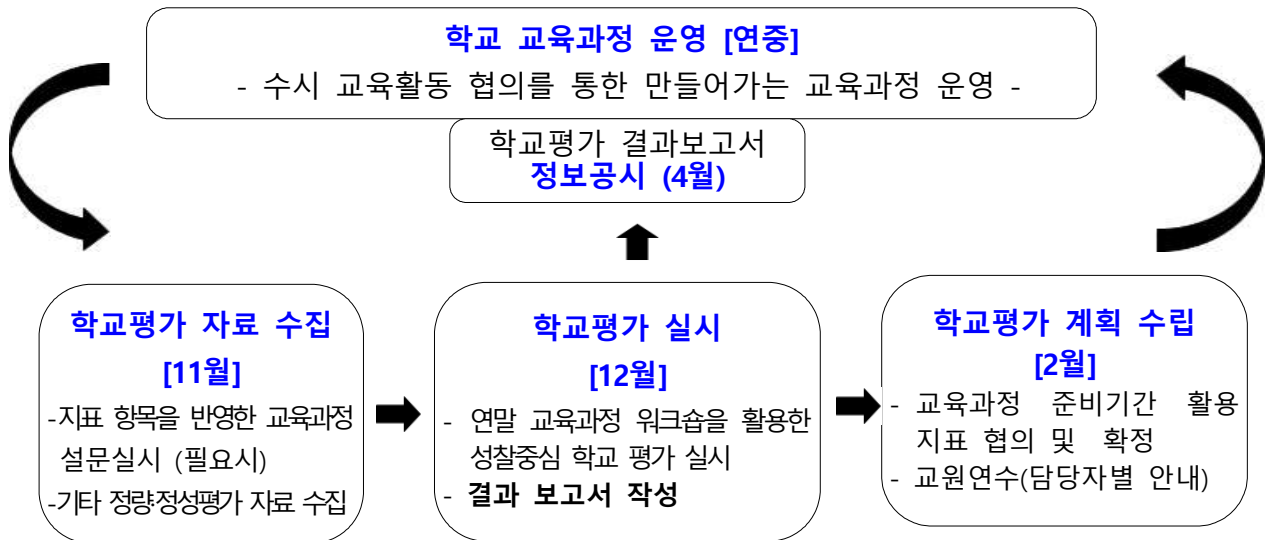 학교 교육과정 운영 [연중]
- 수시 교육활동 협의를 통한 만들어가는 교육과정 운영 -
학교평가 결과보고서
정보공시 (4월)
학교평가 자료 수집
[11월]
-지표 항목을 반영한 교육과정
설문실시 (필요시)
-기타 정량·정성평가 자료 수집
학교평가 실시
[12월]
- 연말 교육과정 워크숍을 활용한
성찰중심 학교 평가 실시
- 결과 보고서 작성
학교평가 계획 수립
[2월]
- 교육과정 준비기간 활용
지표 협의 및 확정
- 교원연수(담당자별 안내)